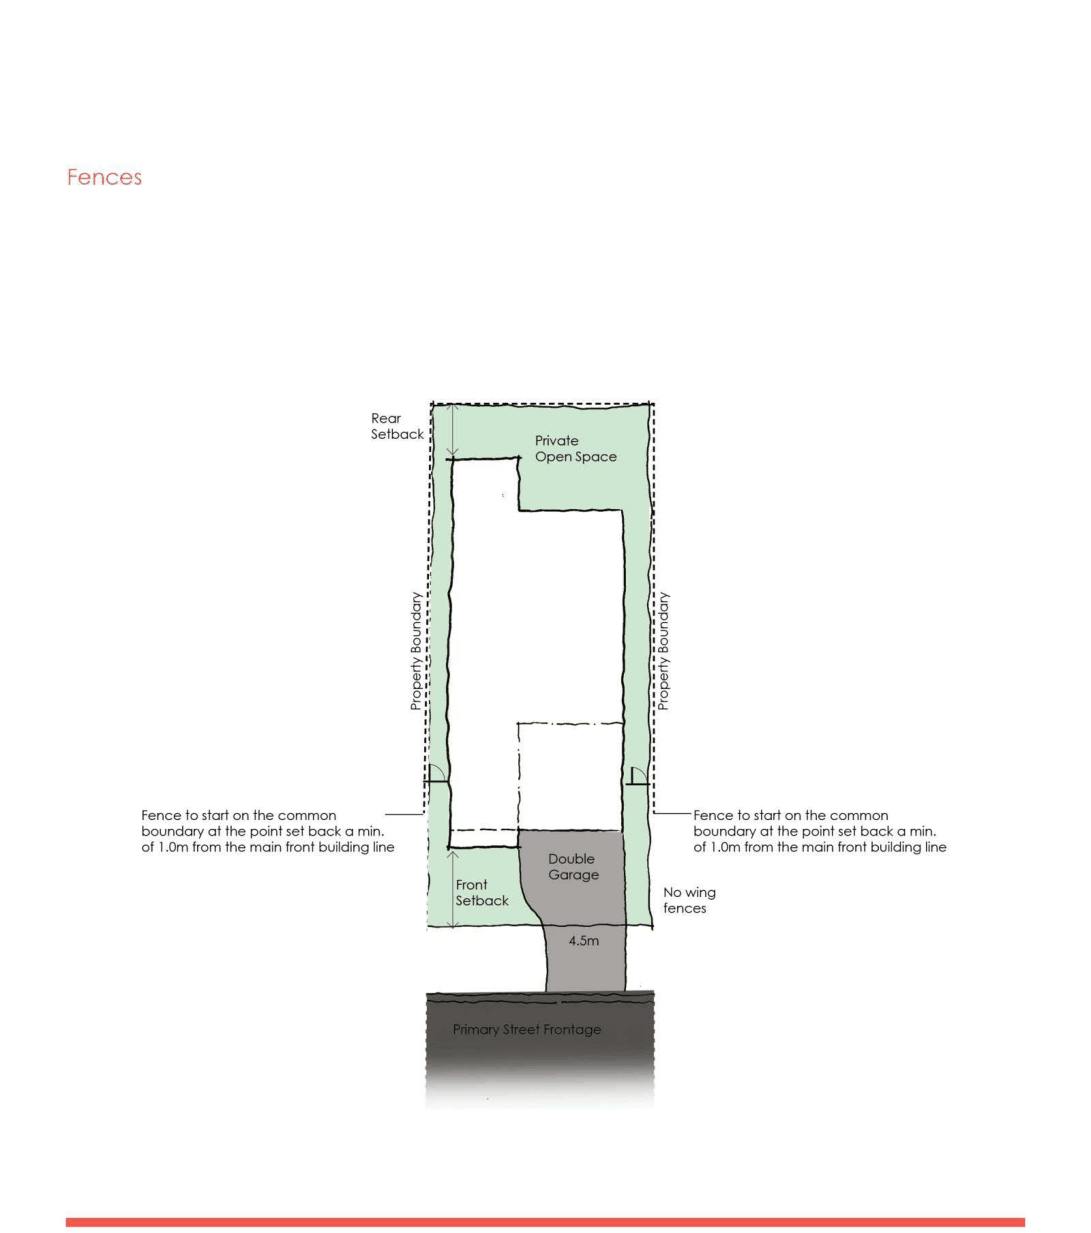 Fences
Rear
Setback
Private
Open Space
Property Boundary
Property Boundary
Fence to start on the common
boundary at the point set back a min.
of 1.0m from the main front building line
Fence to start on the common
boundary at the point set back a min.
of 1.0m from the main front building line
Double
Garage
Front
Setback
No wing
fences
4.5m
Primary Street Frontage